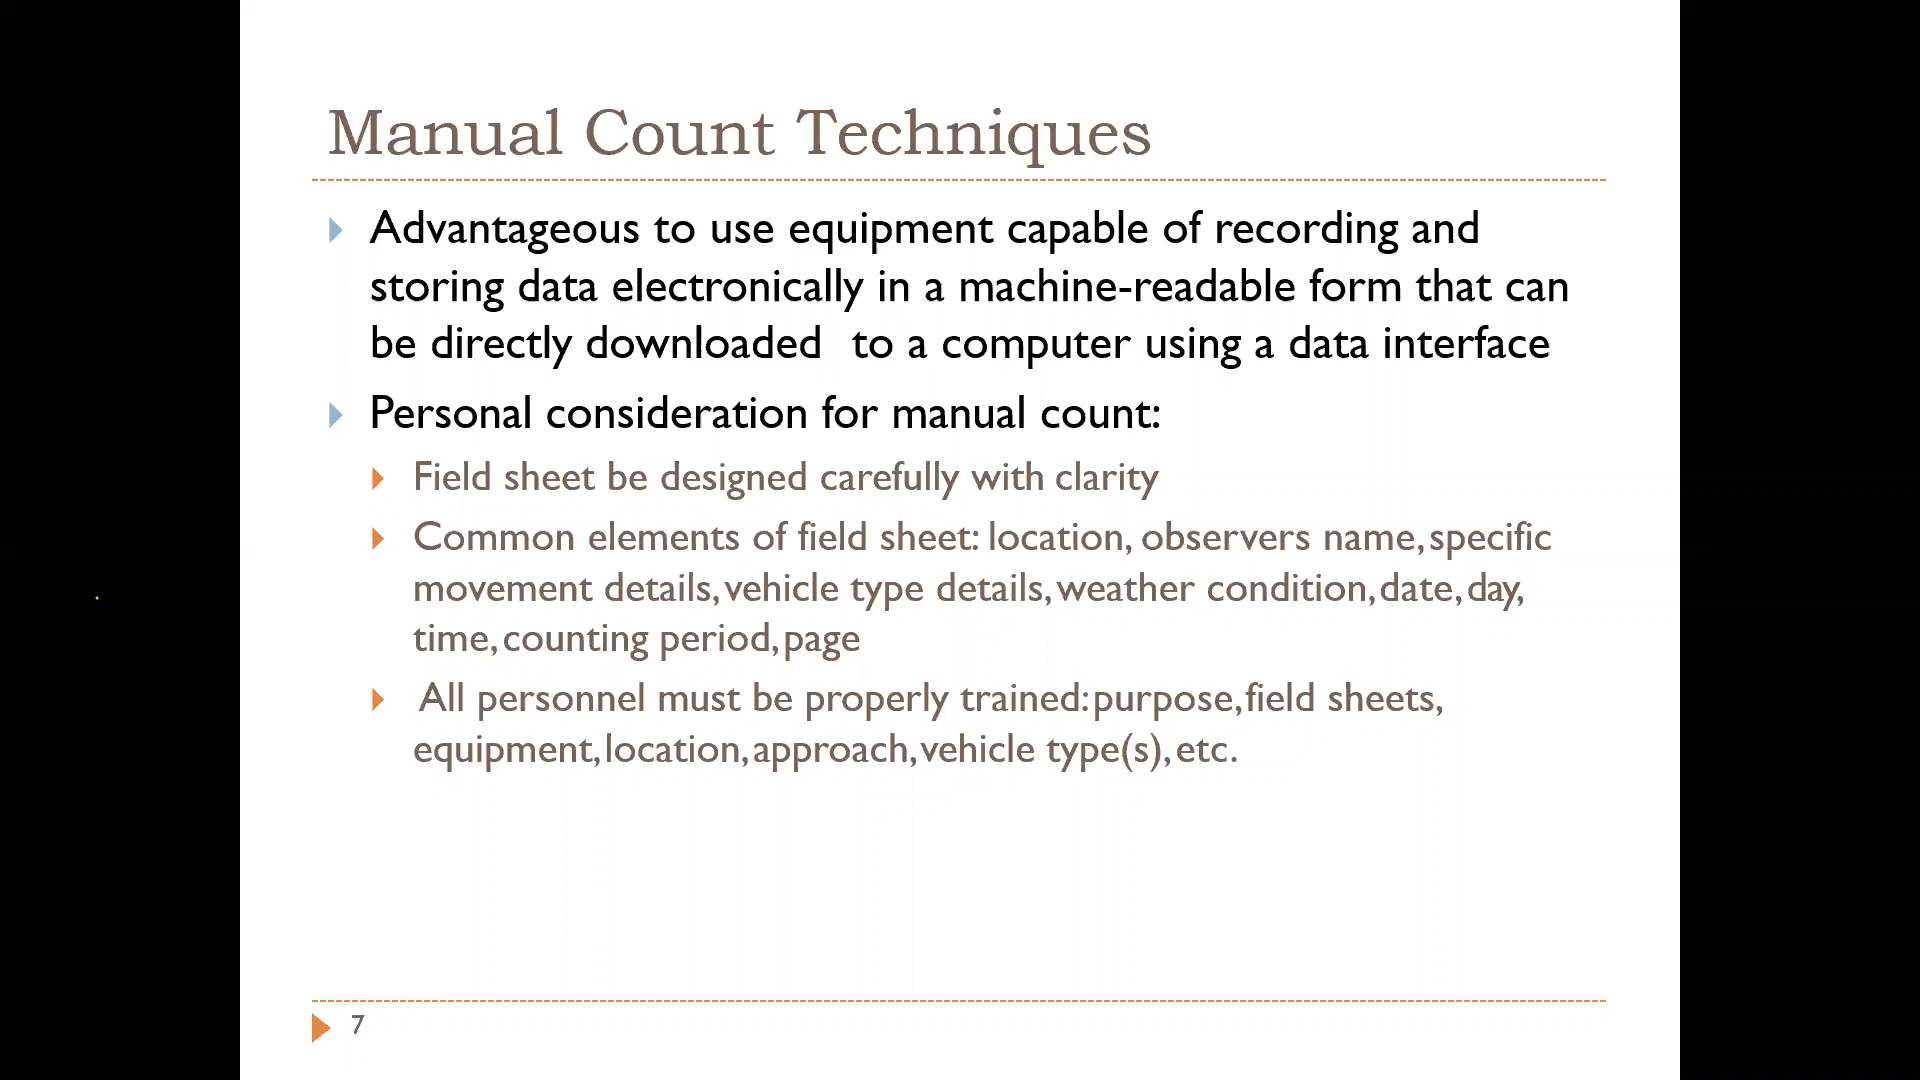 Manual Count Techniques
Advantageous to use equipment capable of recording and
storing data electronically in a machine-readable form that can
be directly downloaded  to a computer using a data interface
Personal consideration for manual count:
Field sheet be designed carefully with clarity
Common elements of field sheet: location, observers name, specific
movement details, vehicle type details, weather condition, date, day,
time, counting period, page
All personnel must be properly trained: purpose, field sheets,
equipment, location, approach, vehicle type(s), etc.
7